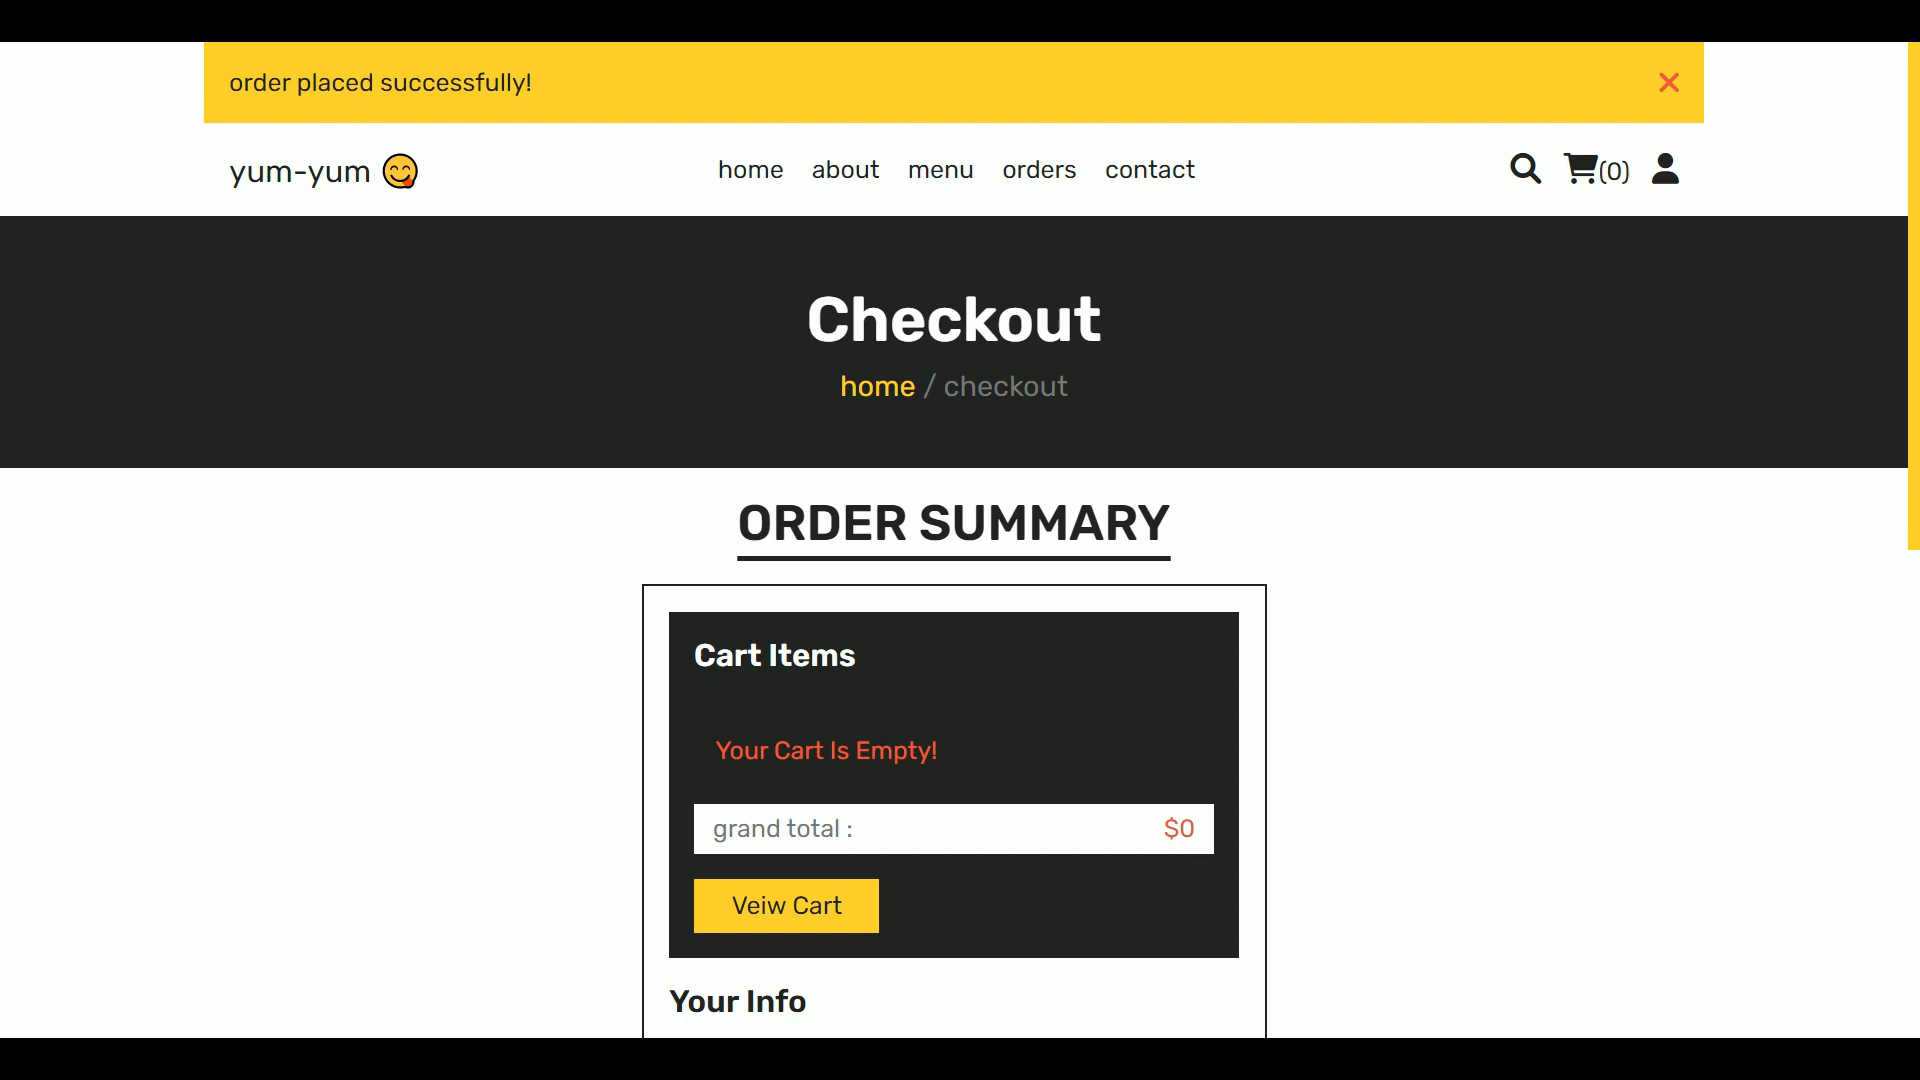 order placed successfully!
yum-yum 😋 home about menu orders contact (0)
Checkout
home / checkout
ORDER SUMMARY
Cart Items
Your Cart Is Empty!
grand total : $0
Veiw Cart
Your Info